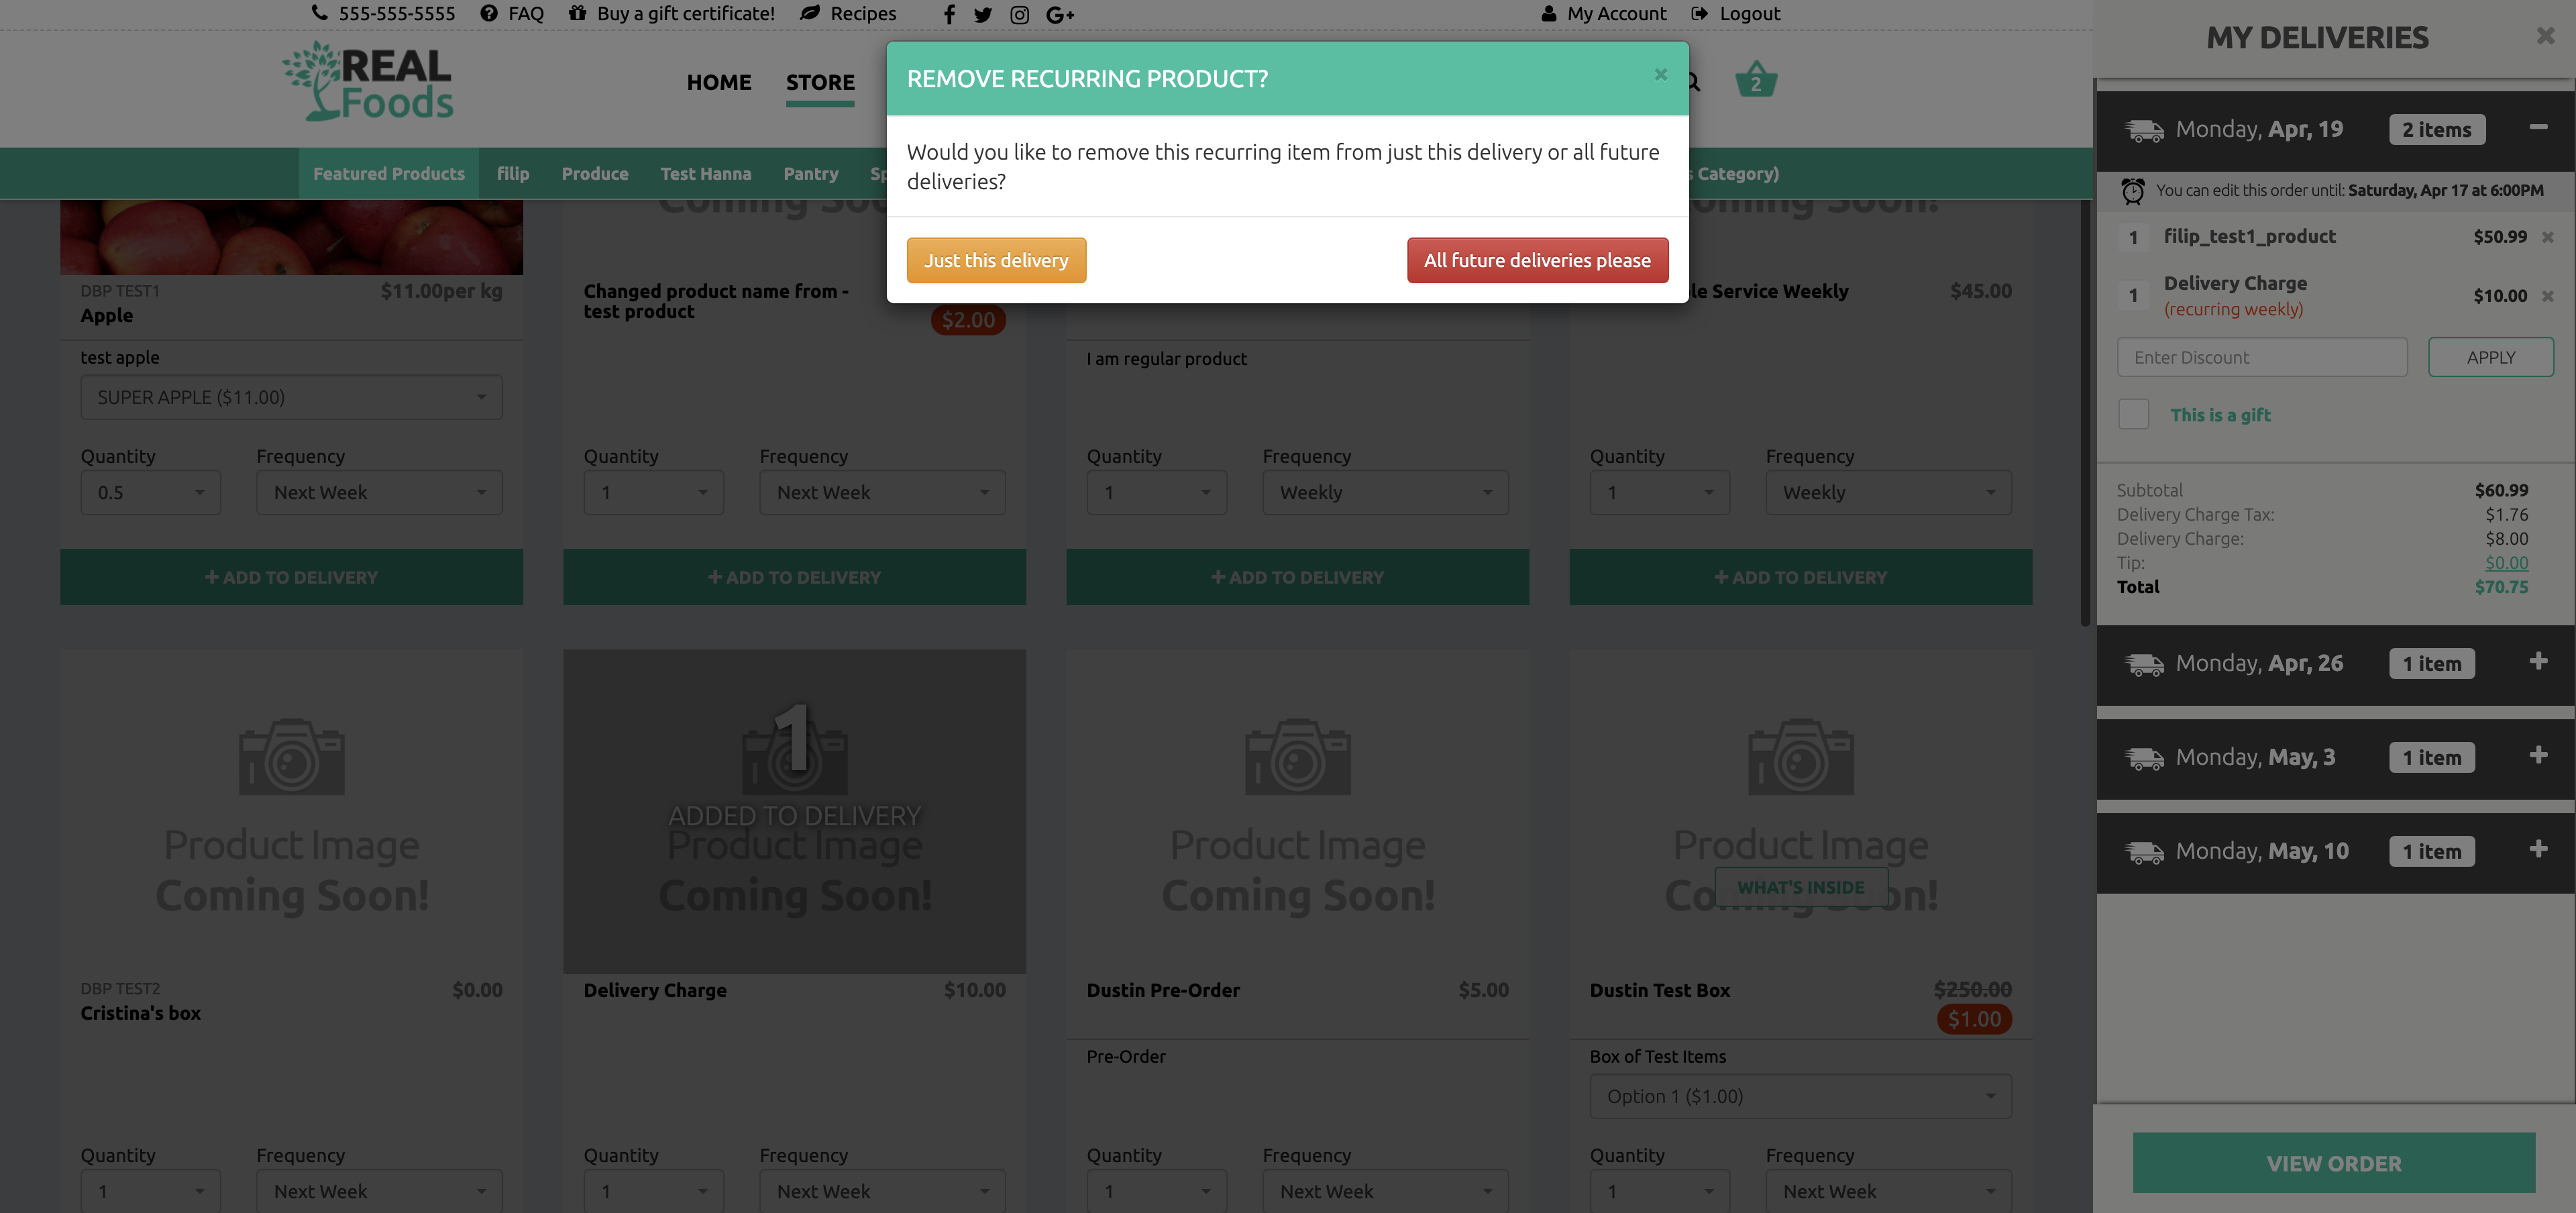 555-555-5555 FAQ Buy a gift certificate! Recipes
My Account Logout
REAL
Foods
HOME STORE
2
Featured Products filip Produce Test Hanna Pantry
Category)
REMOVE RECURRING PRODUCT?
Would you like to remove this recurring item from just this delivery or all future
deliveries?
Just this delivery
All future deliveries please
DBP TEST1
$11.00per kg
Apple
test apple
SUPER APPLE ($11.00)
Quantity Frequency
0.5 Next Week
+ ADD TO DELIVERY
Changed product name from -
test product
$2.00
Quantity Frequency
1 Next Week
+ ADD TO DELIVERY
I am regular product
Quantity Frequency
1 Weekly
+ ADD TO DELIVERY
Service Weekly
$45.00
Quantity Frequency
1 Weekly
+ ADD TO DELIVERY
Product Image
Coming Soon!
DBP TEST2
$0.00
Cristina's box
Quantity Frequency
1 Next Week
1
ADDED TO DELIVERY
Product Image
Coming Soon!
Delivery Charge
$10.00
Quantity Frequency
1 Next Week
Product Image
Coming Soon!
Dustin Pre-Order
$5.00
Pre-Order
Quantity Frequency
1 Next Week
Product Image
WHAT'S INSIDE
Dustin Test Box
$250.00
$1.00
Box of Test Items
Option 1 ($1.00)
Quantity Frequency
1 Next Week
MY DELIVERIES
Monday, Apr, 19 2 items
You can edit this order until: Saturday, Apr 17 at 6:00PM
1 filip_test1_product $50.99
1 Delivery Charge $10.00
(recurring weekly)
Enter Discount APPLY
This is a gift
Subtotal $60.99
Delivery Charge Tax: $1.76
Delivery Charge: $8.00
Tip: $0.00
Total $70.75
Monday, Apr, 26 1 item
Monday, May, 3 1 item
Monday, May, 10 1 item
VIEW ORDER